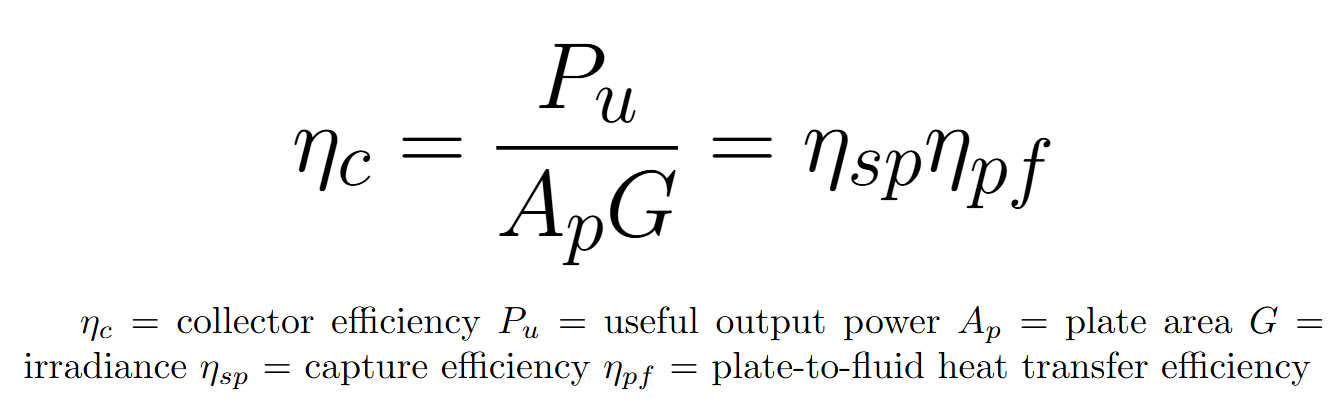 η_c = P_u / A_p G = η_sp η_pf
η_c = collector efficiency P_u = useful output power A_p = plate area G =
irradiance η_sp = capture efficiency η_pf = plate-to-fluid heat transfer efficiency